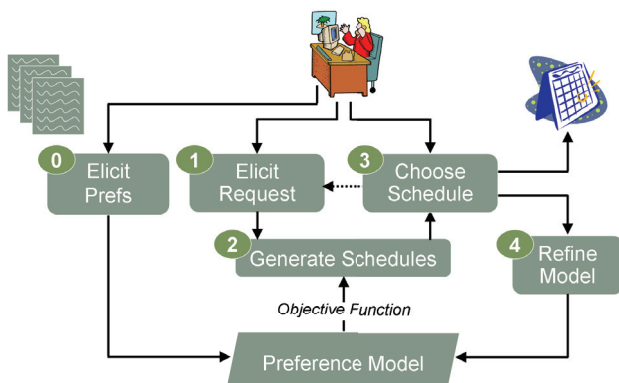 0
Elicit
Prefs
1
Elicit
Request
3
Choose
Schedule
2
Generate Schedules
4
Refine
Model
Objective Function
Preference Model